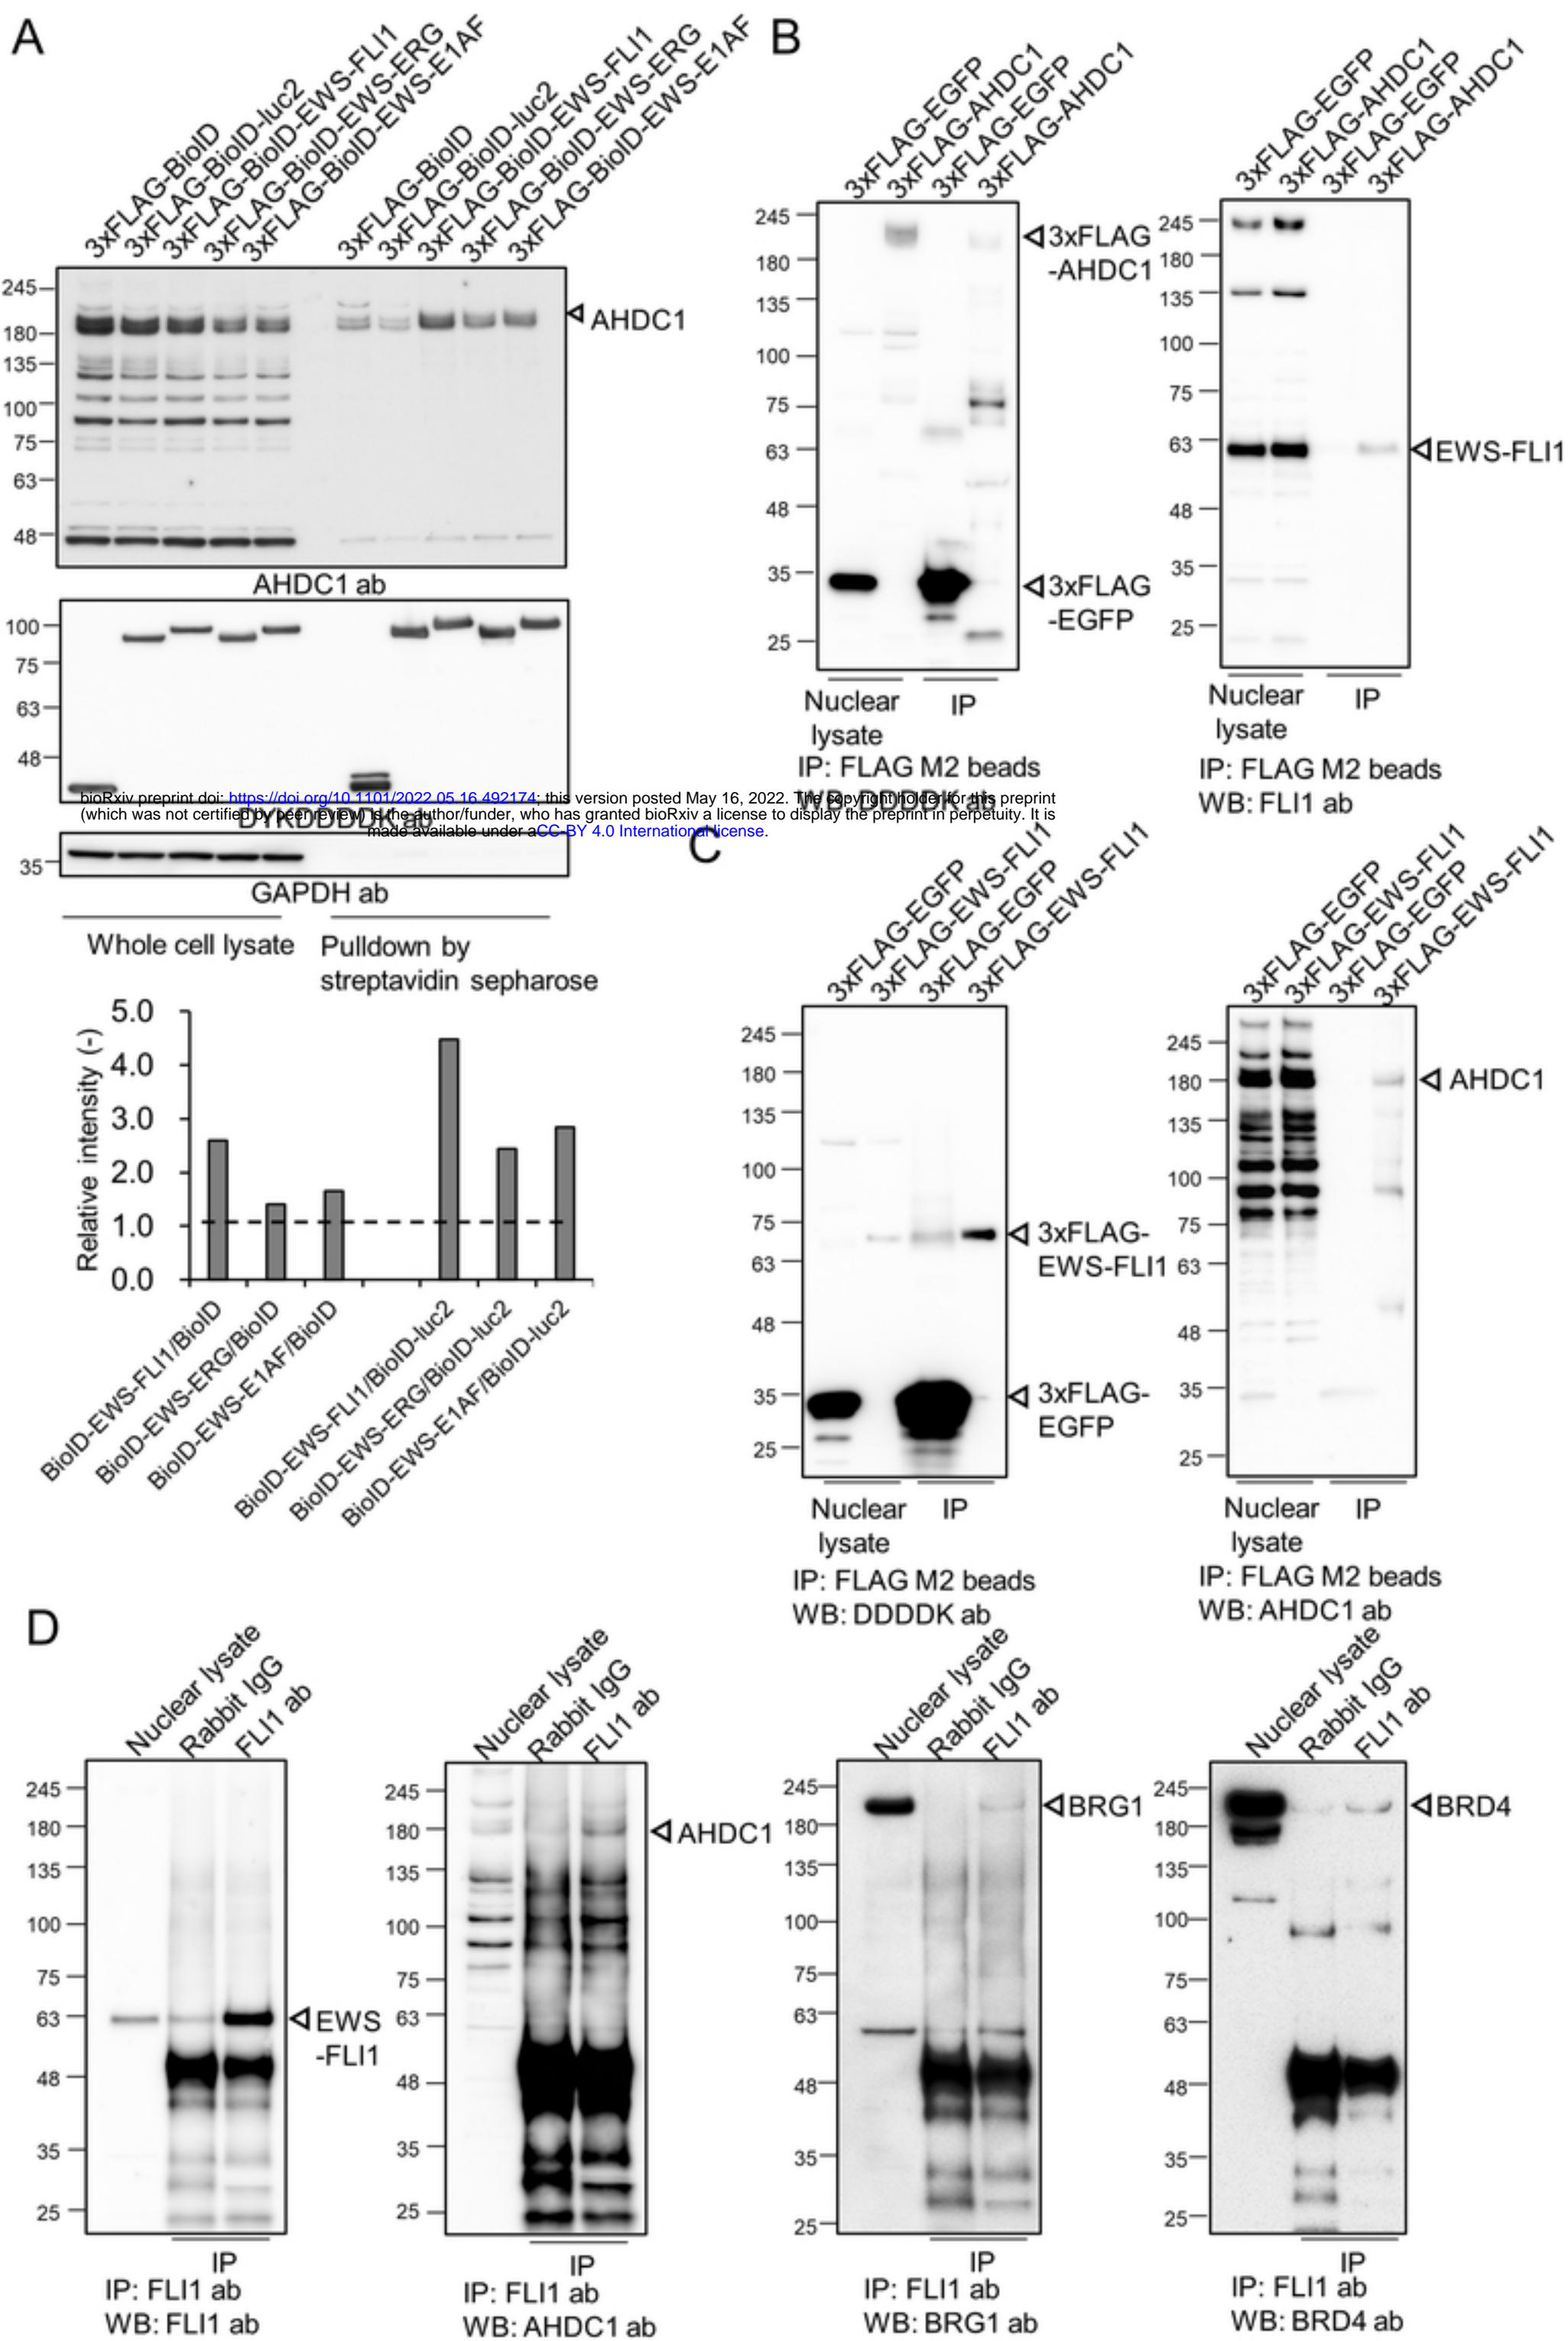 A
3xFLAG-BioID
3xFLAG-BioID-luc2
3xFLAG-BioID-EWS-FLI1
3xFLAG-BioID-EWS-ERG
3xFLAG-BioID-EWS-E1AF
3xFLAG-BioID
3xFLAG-BioID-luc2
3xFLAG-BioID-EWS-FLI1
3xFLAG-BioID-EWS-ERG
3xFLAG-BioID-EWS-E1AF
245
180
135
100
75
63
48
AHDC1
AHDC1 ab
100
75
63
48
DYKDDDDK ab
35
GAPDH ab
Whole cell lysate
Pulldown by
streptavidin sepharose
bioRxiv preprint doi: https://doi.org/10.1101/2022.05.16.492174; this version posted May 16, 2022. The copyright holder for this preprint
(which was not certified by peer review) is the author/funder, who has granted bioRxiv a license to display the preprint in perpetuity. It is
made available under aCC-BY 4.0 International license.
Relative intensity (-)
5.0
4.0
3.0
2.0
1.0
0.0
BioID-EWS-FLI1/BioID
BioID-EWS-ERG/BioID
BioID-EWS-E1AF/BioID
BioID-EWS-FLI1/BioID-luc2
BioID-EWS-ERG/BioID-luc2
BioID-EWS-E1AF/BioID-luc2
B
3xFLAG-EGFP
3xFLAG-AHDC1
3xFLAG-EGFP
3xFLAG-AHDC1
245
180
135
100
75
63
48
35
25
3xFLAG
-AHDC1
3xFLAG
-EGFP
Nuclear
lysate
IP
IP: FLAG M2 beads
WB: DDDDK ab
3xFLAG-EGFP
3xFLAG-AHDC1
3xFLAG-EGFP
3xFLAG-AHDC1
245
180
135
100
75
63
48
35
25
EWS-FLI1
Nuclear
lysate
IP
IP: FLAG M2 beads
WB: FLI1 ab
C
3xFLAG-EGFP
3xFLAG-EWS-FLI1
3xFLAG-EGFP
3xFLAG-EWS-FLI1
245
180
135
100
75
63
48
35
25
3xFLAG-
EWS-FLI1
3xFLAG-
EGFP
Nuclear
lysate
IP
IP: FLAG M2 beads
WB: DDDDK ab
3xFLAG-EGFP
3xFLAG-EWS-FLI1
3xFLAG-EGFP
3xFLAG-EWS-FLI1
245
180
135
100
75
63
48
35
25
AHDC1
Nuclear
lysate
IP
IP: FLAG M2 beads
WB: AHDC1 ab
D
Nuclear lysate
Rabbit IgG
FLI1 ab
245
180
135
100
75
63
48
35
25
EWS
-FLI1
IP
IP: FLI1 ab
WB: FLI1 ab
Nuclear lysate
Rabbit IgG
FLI1 ab
245
180
135
100
75
63
48
35
25
AHDC1
IP
IP: FLI1 ab
WB: AHDC1 ab
Nuclear lysate
Rabbit IgG
FLI1 ab
245
180
135
100
75
63
48
35
25
BRG1
IP
IP: FLI1 ab
WB: BRG1 ab
Nuclear lysate
Rabbit IgG
FLI1 ab
245
180
135
100
75
63
48
35
25
BRD4
IP
IP: FLI1 ab
WB: BRD4 ab